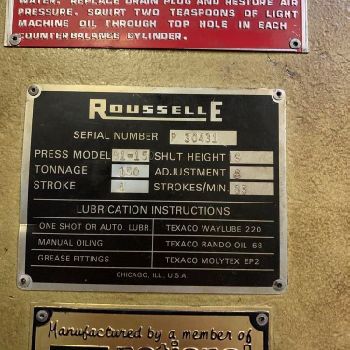 WATER, REPLACE DRAIN PLUG AND RESTORE AIR
PRESSURE. SQUIRT TWO TEASPOONS OF LIGHT
MACHINE OIL THROUGH TOP HOLE IN EACH
COUNTERBALANCE CYLINDER.
ROUSSELLE
SERIAL NUMBER P 30431
PRESS MODEL SHUT HEIGHT
TONNAGE 150 ADJUSTMENT
STROKE 4 STROKES/MIN.
LUBRICATION INSTRUCTIONS
ONE SHOT OR AUTO. LUBR. TEXACO WAYLUBE 220
MANUAL OILING TEXACO RANDO OIL 68
GREASE FITTINGS TEXACO MOLYTEX EP2
CHICAGO, ILL., U.S.A.
Manufactured by a member of